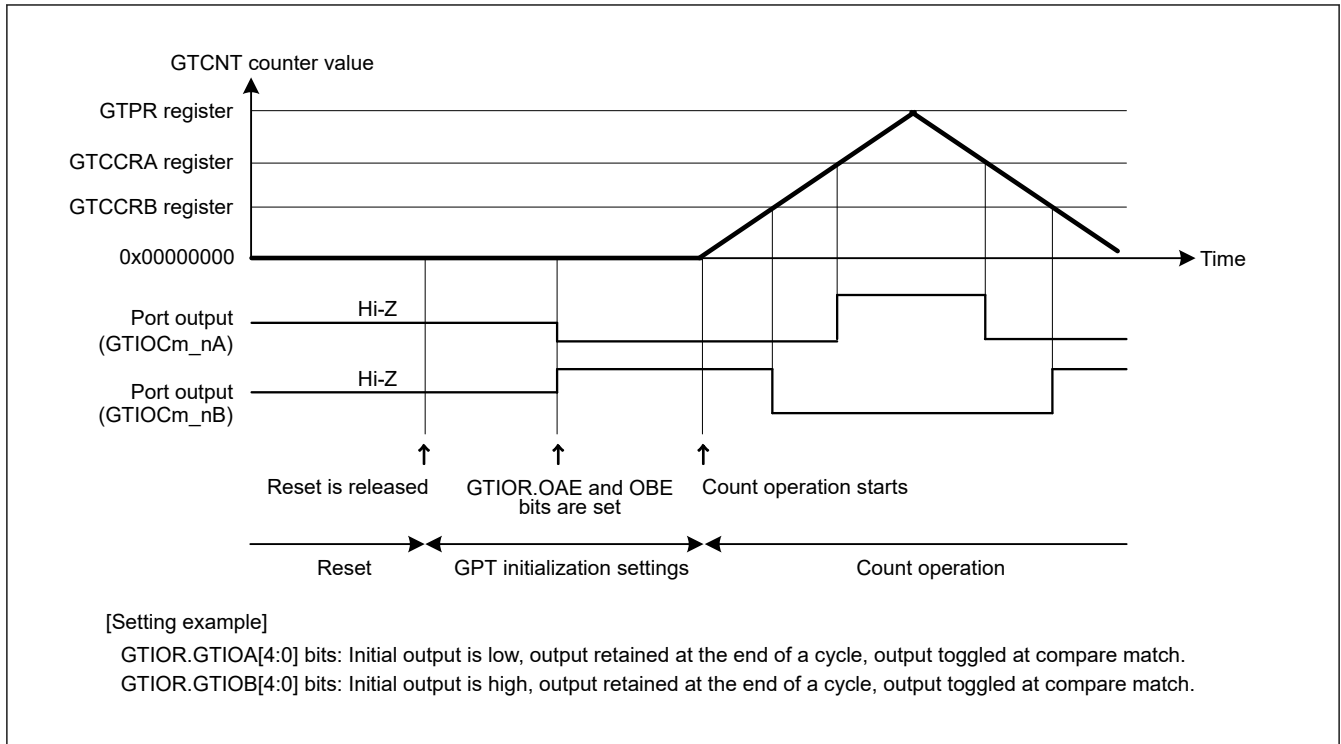 GTCNT counter value
GTPR register
GTCCRA register
GTCCRB register
0x00000000
Time
Hi-Z
Port output
(GTIOCm_nA)
Hi-Z
Port output
(GTIOCm_nB)
Reset is released
GTIOR.OAE and OBE
bits are set
Count operation starts
Reset
GPT initialization settings
Count operation
[Setting example]
GTIOR.GTIOA[4:0] bits: Initial output is low, output retained at the end of a cycle, output toggled at compare match.
GTIOR.GTIOB[4:0] bits: Initial output is high, output retained at the end of a cycle, output toggled at compare match.